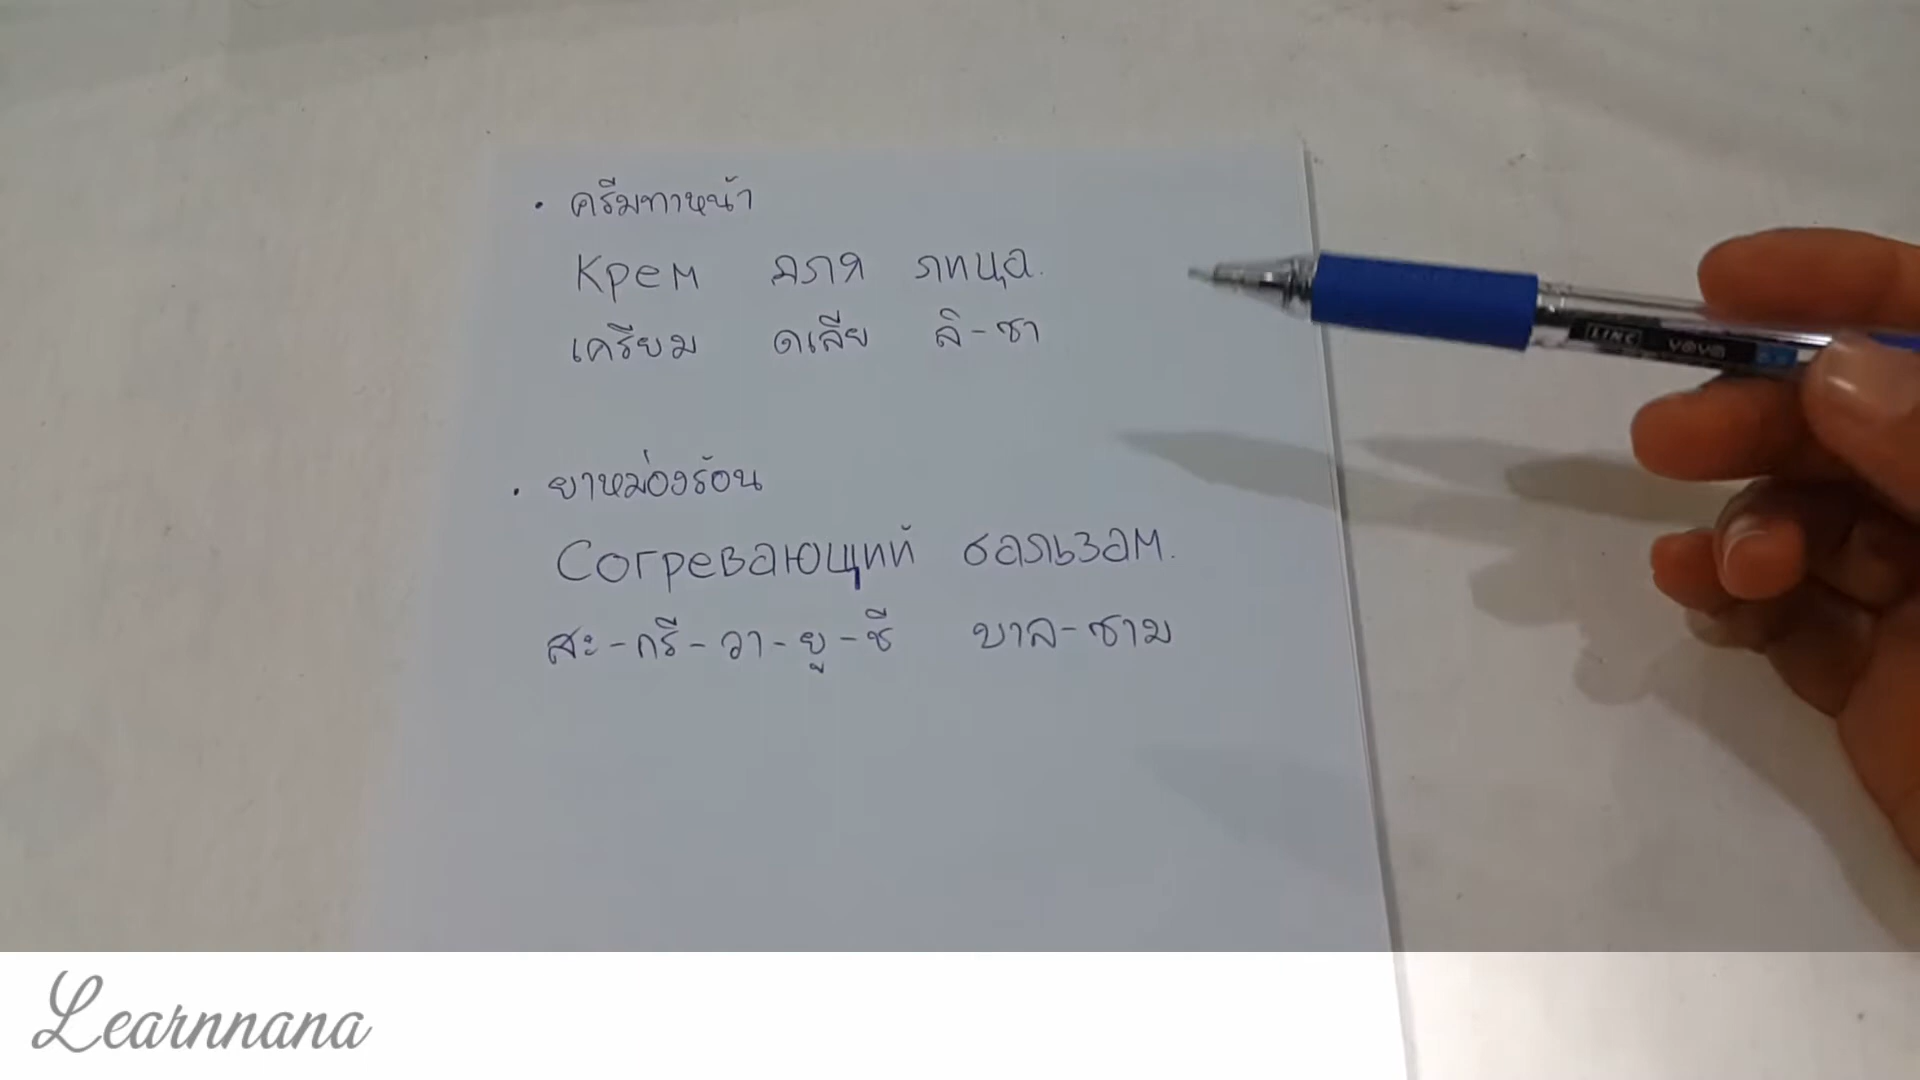 · ครีมทาหน้า
Крем для лица.
เครียม ดเลีย ลิ-ซา
· ยาหม่องร้อน
Согревающий бальзам.
สะ-กรี-วา-ยู-ชี บาล-ซาม
LINC
Learnnana